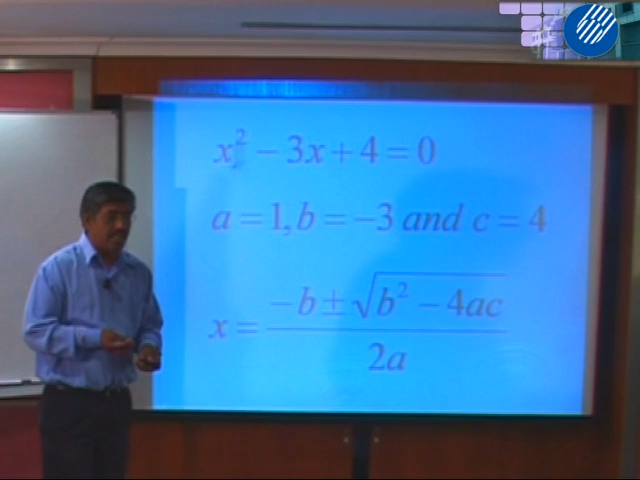 x² − 3x + 4 = 0
a = 1, b = −3 and c = 4
x = (−b ± √(b² − 4ac)) / 2a